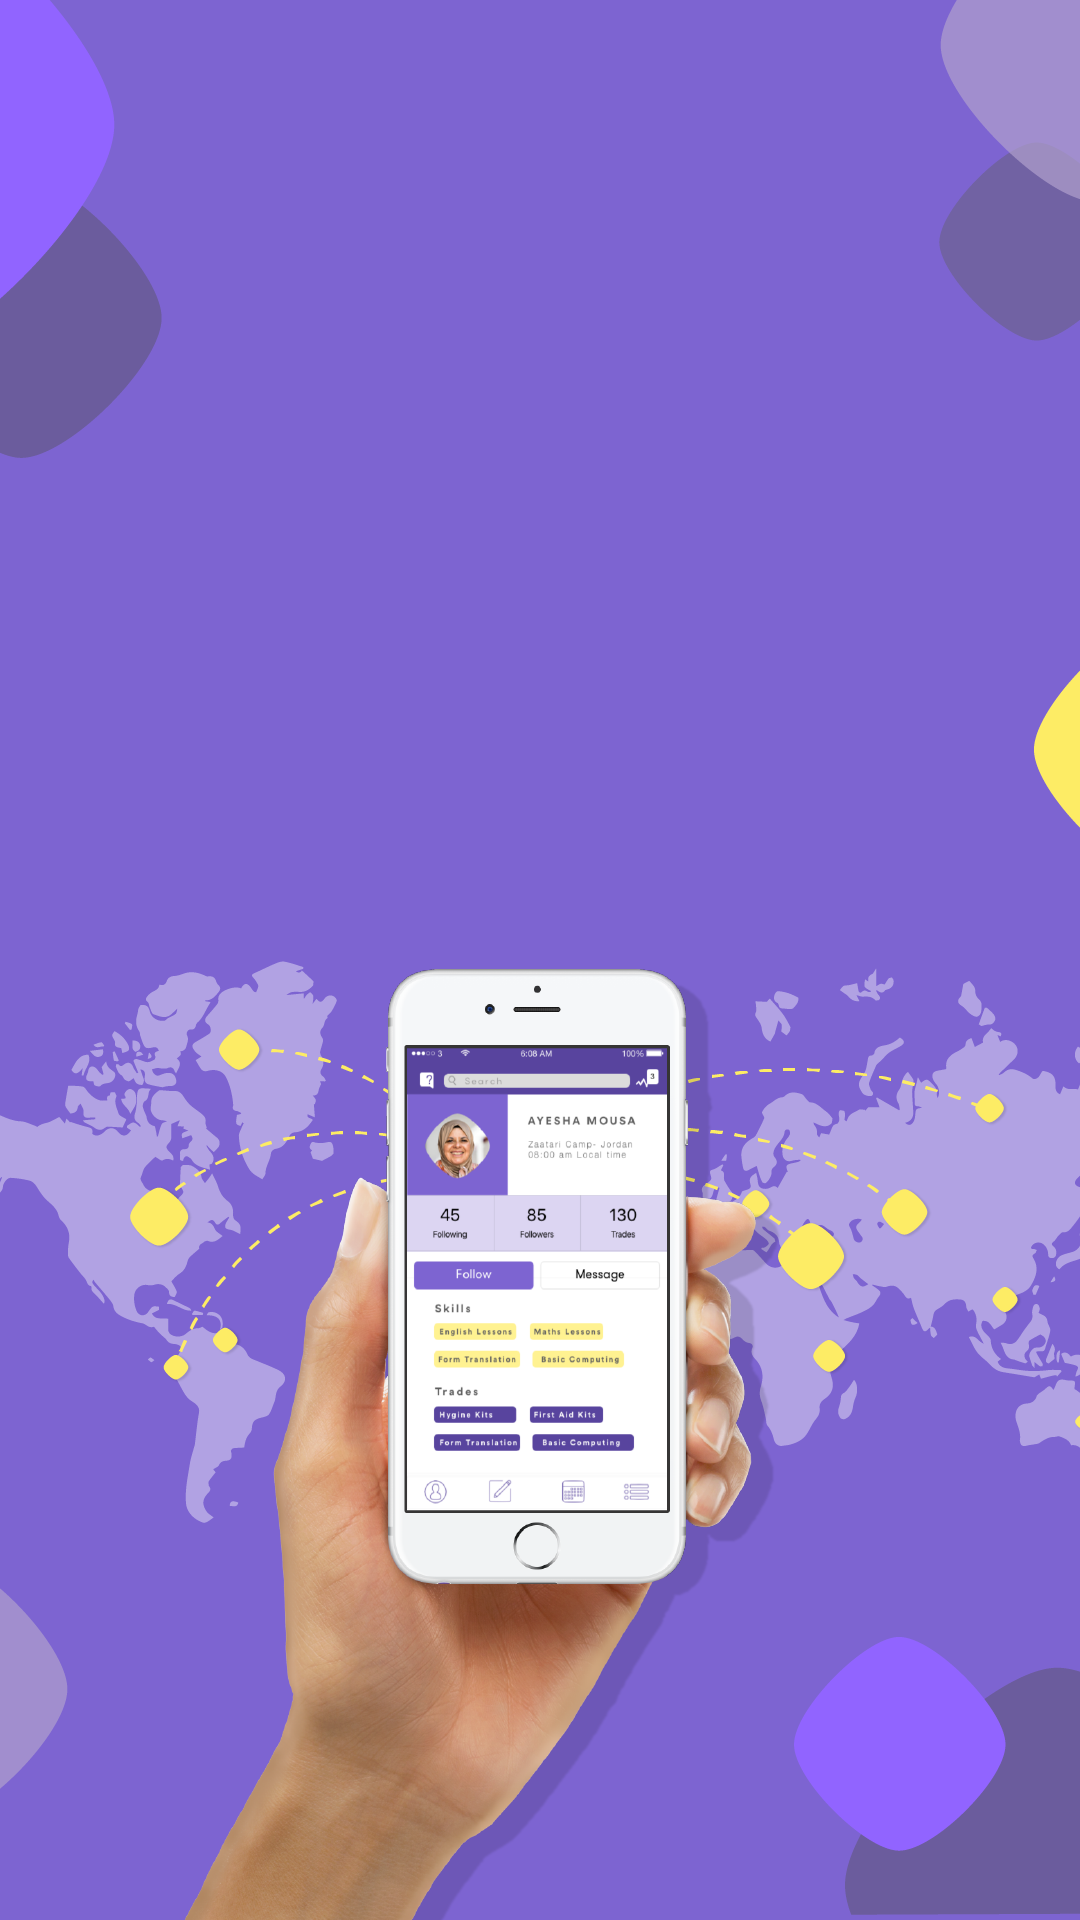 3 6:08 AM 100%
? Search 3
AYESHA MOUSA
Zaatari Camp- Jordan
08:00 am Local time
45 85 130
Following Followers Trades
Follow Message
Skills
English Lessons Maths Lessons
Form Translation Basic Computing
Trades
Hygine Kits First Aid Kits
Form Translation Basic Computing